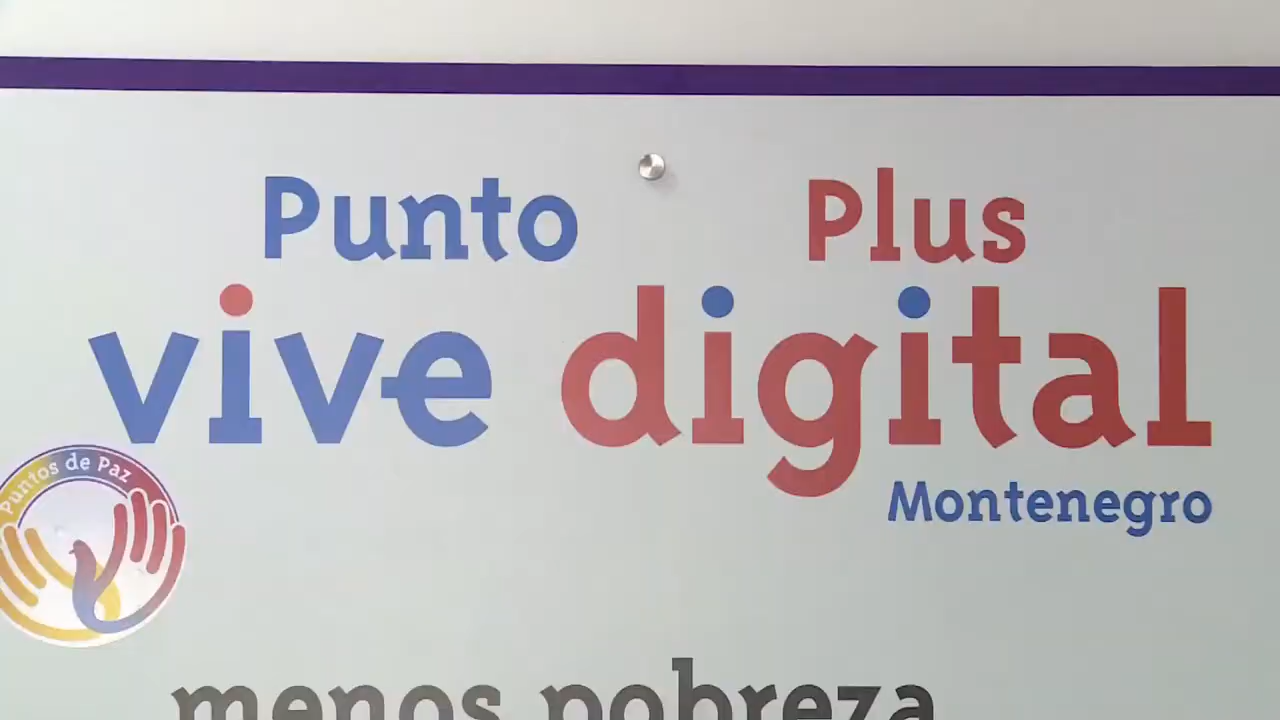 Punto Plus
vive digital
Montenegro
Puntos de Paz
menos pobreza